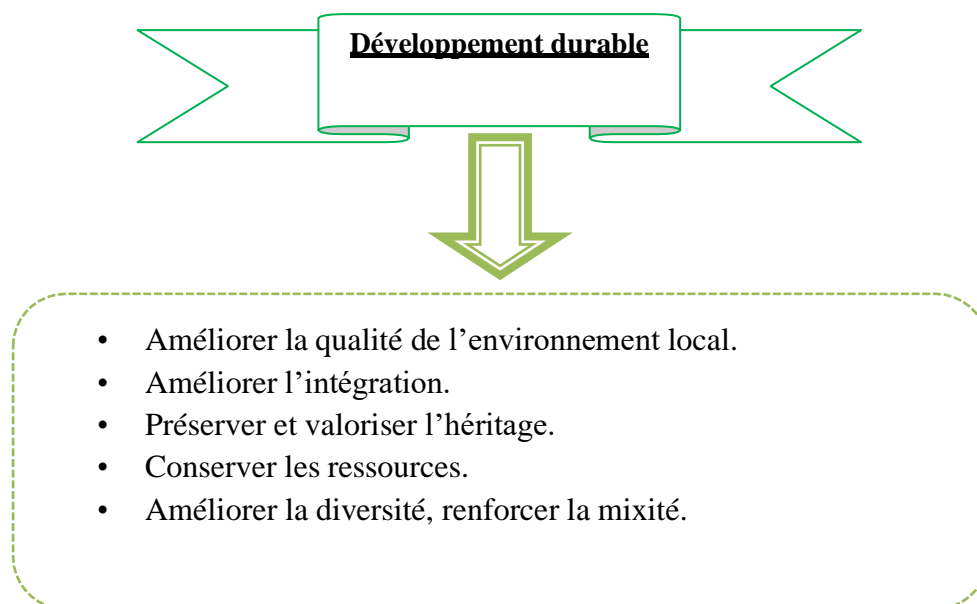 Développement durable
• Améliorer la qualité de l’environnement local.
• Améliorer l’intégration.
• Préserver et valoriser l’héritage.
• Conserver les ressources.
• Améliorer la diversité, renforcer la mixité.